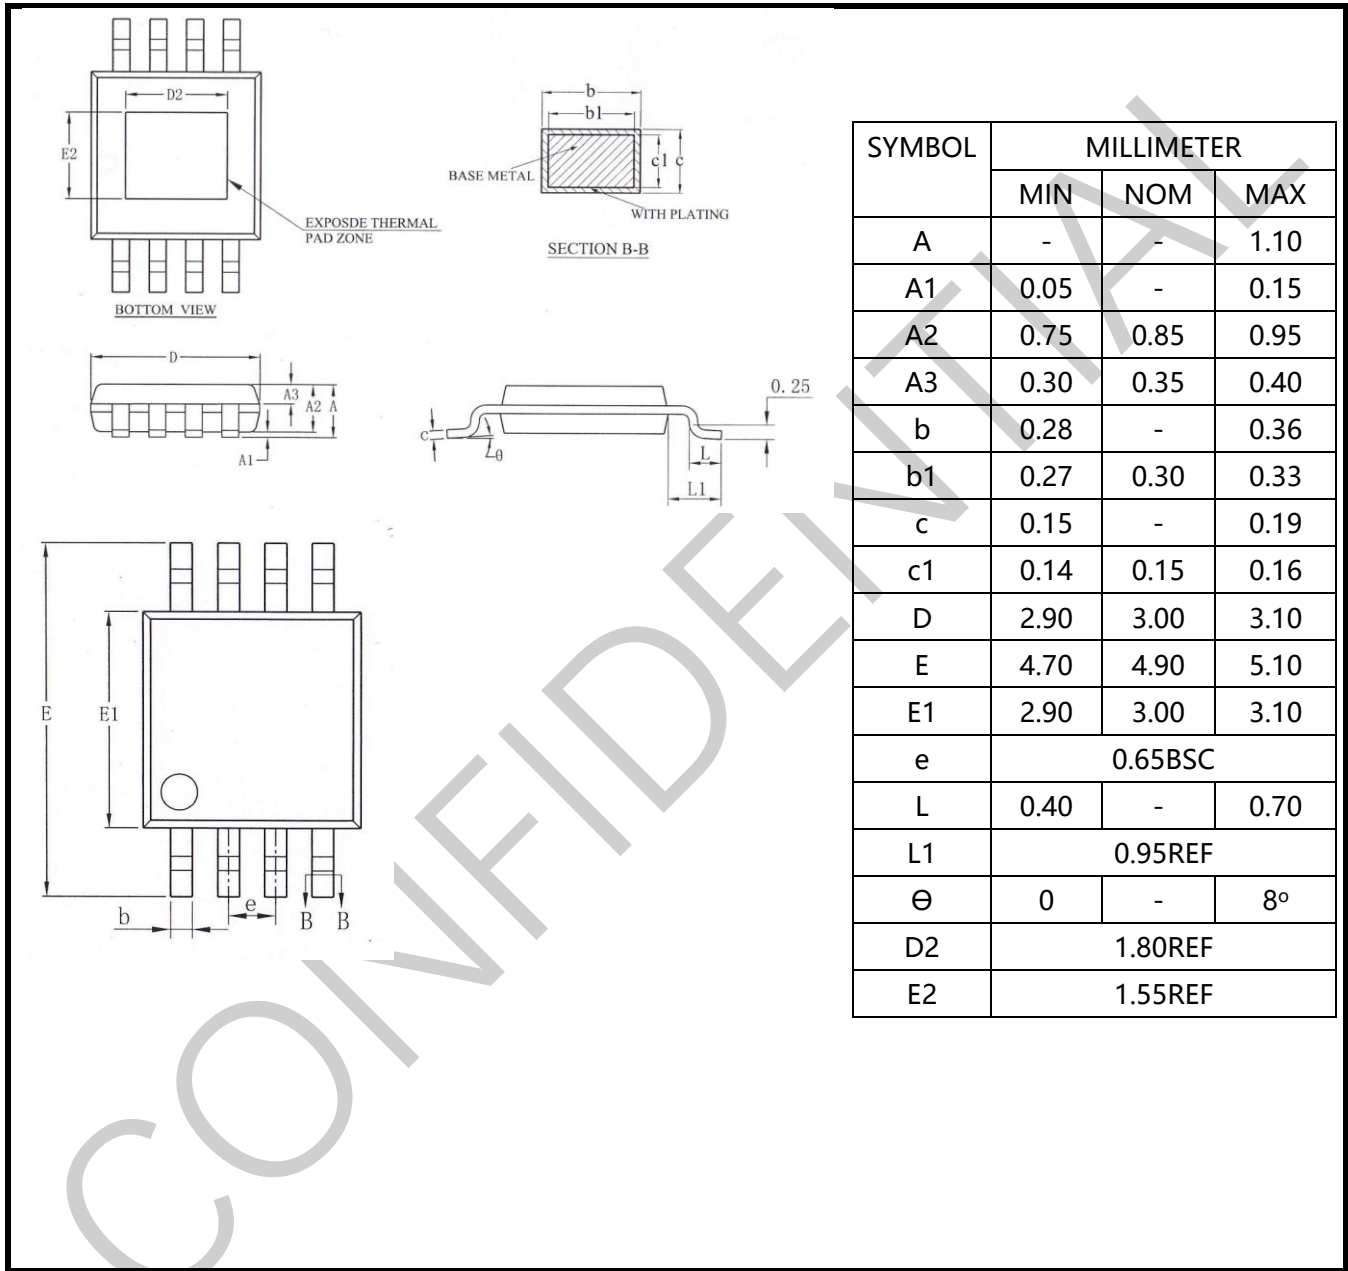 D2
E2
EXPOSDE THERMAL
PAD ZONE
BOTTOM VIEW
b
b1
c1 c
BASE METAL
WITH PLATING
SECTION B-B
D
A3 A2 A
A1
0.25
c
θ
L
L1
E
E1
b
e
B B
SYMBOL MILLIMETER
MIN NOM MAX
A - - 1.10
A1 0.05 - 0.15
A2 0.75 0.85 0.95
A3 0.30 0.35 0.40
b 0.28 - 0.36
b1 0.27 0.30 0.33
c 0.15 - 0.19
c1 0.14 0.15 0.16
D 2.90 3.00 3.10
E 4.70 4.90 5.10
E1 2.90 3.00 3.10
e 0.65BSC
L 0.40 - 0.70
L1 0.95REF
Ɵ 0 - 8º
D2 1.80REF
E2 1.55REF
CONFIDENTIAL